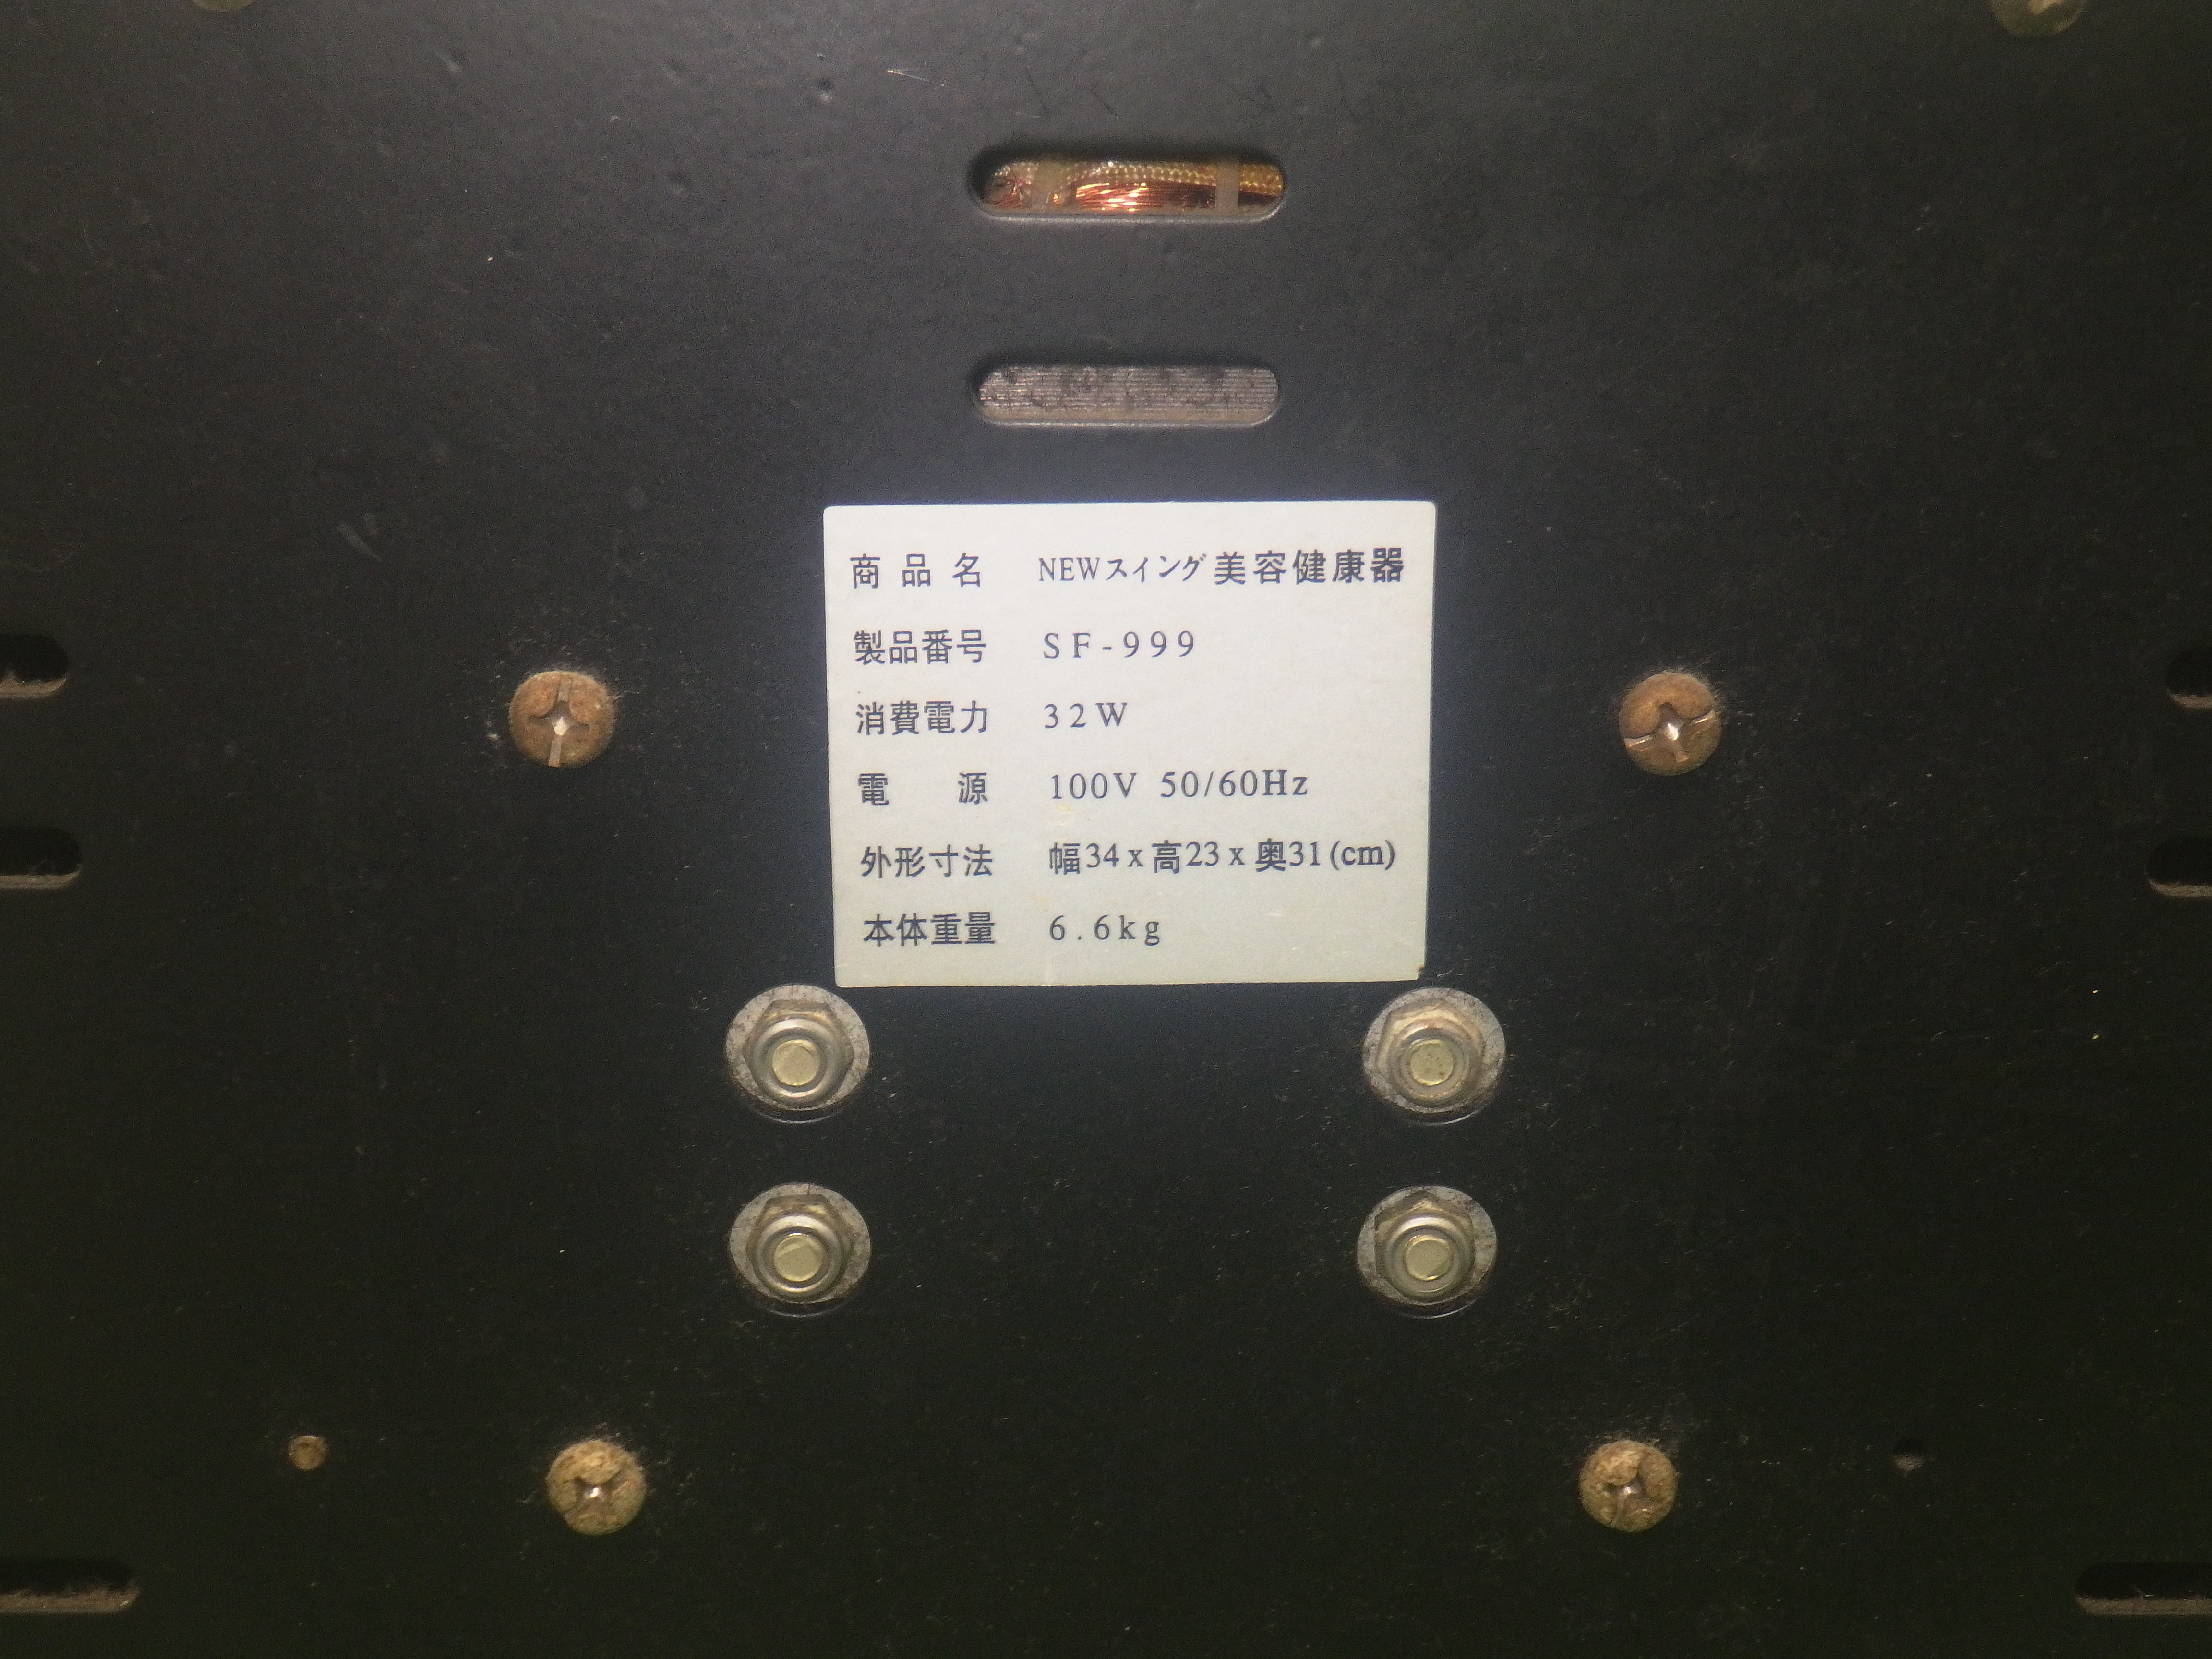 商品名 NEWスイング美容健康器
製品番号 SF-999
消費電力 32W
電源 100V 50/60Hz
外形寸法 幅34x高23x奥31(cm)
本体重量 6.6kg